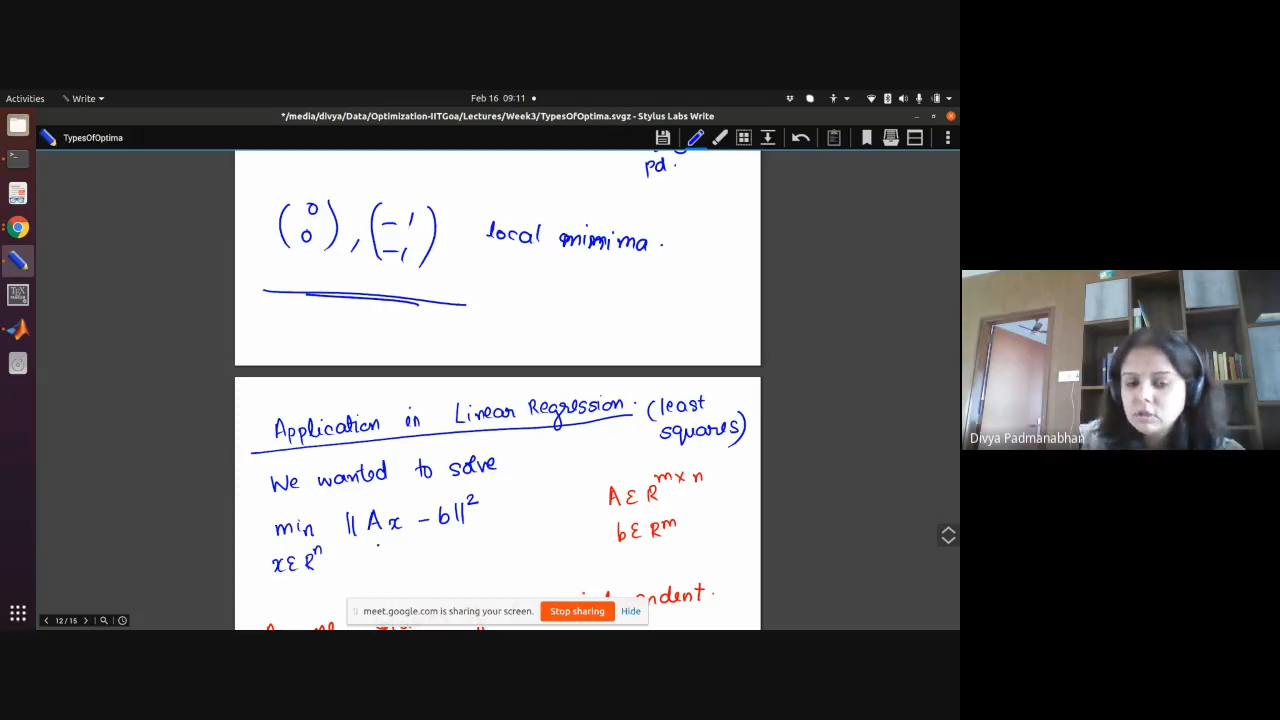 Activities
Write
Feb 16 09:11
*/media/divya/Data/Optimization-IITGoa/Lectures/Week3/TypesOfOptima.svgz - Stylus Labs Write
TypesOfOptima
pd.
(0 0), (-1 -1) local minima.
Application in Linear Regression. (least squares)
We wanted to solve
min ||Ax - b||²
x∈Rⁿ
A ∈ R^{m×n}
b ∈ R^m
meet.google.com is sharing your screen. Stop sharing Hide
12/15
Divya Padmanabhan